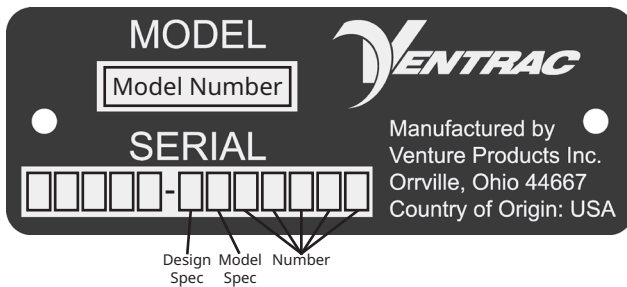 MODEL
Model Number
VENTRAC
SERIAL
-
Manufactured by
Venture Products Inc.
Orrville, Ohio 44667
Country of Origin: USA
Design Spec
Model Spec
Number